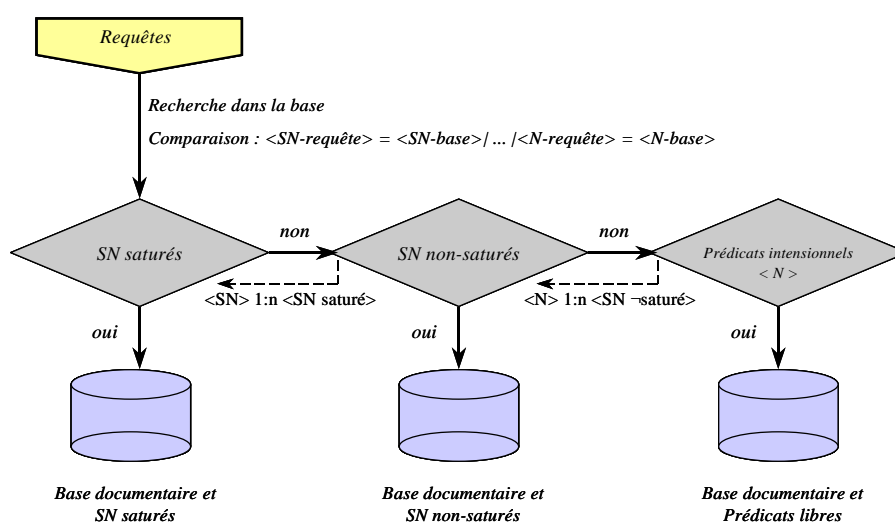 Requêtes
Recherche dans la base
Comparaison : <SN-requête> = <SN-base>/ ... /<N-requête> = <N-base>
SN saturés
non
SN non-saturés
non
Prédicats intensionnels
< N >
<SN> 1:n <SN saturé>
<N> 1:n <SN ¬saturé>
oui
oui
oui
Base documentaire et
SN saturés
Base documentaire et
SN non-saturés
Base documentaire et
Prédicats libres